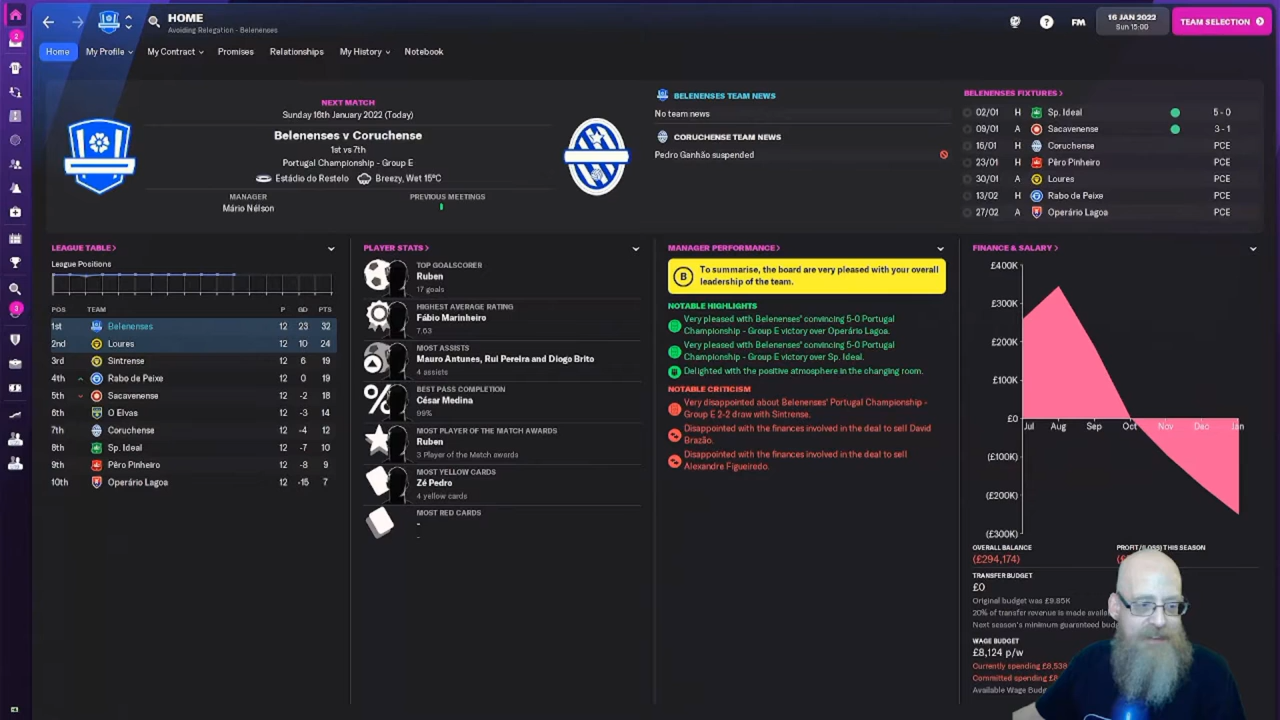 HOME
Avoiding Relegation - Belenenses
FM
16 JAN 2022
Sun 15:00
TEAM SELECTION
2
Home
My Profile
My Contract
Promises
Relationships
My History
Notebook
NEXT MATCH
Sunday 16th January 2022 (Today)
Belenenses v Coruchense
1st vs 7th
Portugal Championship - Group E
Estádio do Restelo
Breezy, Wet 15°C
MANAGER
Mário Nélson
PREVIOUS MEETINGS
BELENENSES TEAM NEWS
No team news
CORUCHENSE TEAM NEWS
Pedro Ganhão suspended
BELENENSES FIXTURES >
02/01 H Sp. Ideal 5 - 0
09/01 A Sacavenense 3 - 1
16/01 H Coruchense PCE
23/01 H Pêro Pinheiro PCE
30/01 A Loures PCE
13/02 H Rabo de Peixe PCE
27/02 A Operário Lagoa PCE
LEAGUE TABLE >
League Positions
POS TEAM P GD PTS
1st Belenenses 12 23 32
2nd Loures 12 10 24
3rd Sintrense 12 6 19
4th Rabo de Peixe 12 0 19
5th Sacavenense 12 -2 18
6th O Elvas 12 -3 14
7th Coruchense 12 -4 12
8th Sp. Ideal 12 -7 10
9th Pêro Pinheiro 12 -8 9
10th Operário Lagoa 12 -15 7
PLAYER STATS >
TOP GOALSCORER
Ruben
17 goals
HIGHEST AVERAGE RATING
Fábio Marinheiro
7.63
MOST ASSISTS
Mauro Antunes, Rui Pereira and Diogo Brito
4 assists
BEST PASS COMPLETION
César Medina
99%
MOST PLAYER OF THE MATCH AWARDS
Ruben
3 Player of the Match awards
MOST YELLOW CARDS
Zé Pedro
4 yellow cards
MOST RED CARDS
-
-
MANAGER PERFORMANCE >
B
To summarise, the board are very pleased with your overall
leadership of the team.
NOTABLE HIGHLIGHTS
Very pleased with Belenenses' convincing 5-0 Portugal
Championship - Group E victory over Operário Lagoa.
Very pleased with Belenenses' convincing 5-0 Portugal
Championship - Group E victory over Sp. Ideal.
Delighted with the positive atmosphere in the changing room.
NOTABLE CRITICISM
Very disappointed about Belenenses' Portugal Championship -
Group E 2-2 draw with Sintrense.
Disappointed with the finances involved in the deal to sell David
Brazão.
Disappointed with the finances involved in the deal to sell
Alexandre Figueiredo.
FINANCE & SALARY >
£400K
£300K
£200K
£100K
£0
Jul Aug Sep Oct Nov Dec Jan
(£100K)
(£200K)
(£300K)
OVERALL BALANCE
(£294,174)
PROFIT/(LOSS) THIS SEASON
TRANSFER BUDGET
£0
Original budget was £9.85K
20% of transfer revenue is made
Next season's minimum guaranteed
WAGE BUDGET
£8,124 p/w
Currently spending
Committed spending
Available Wage